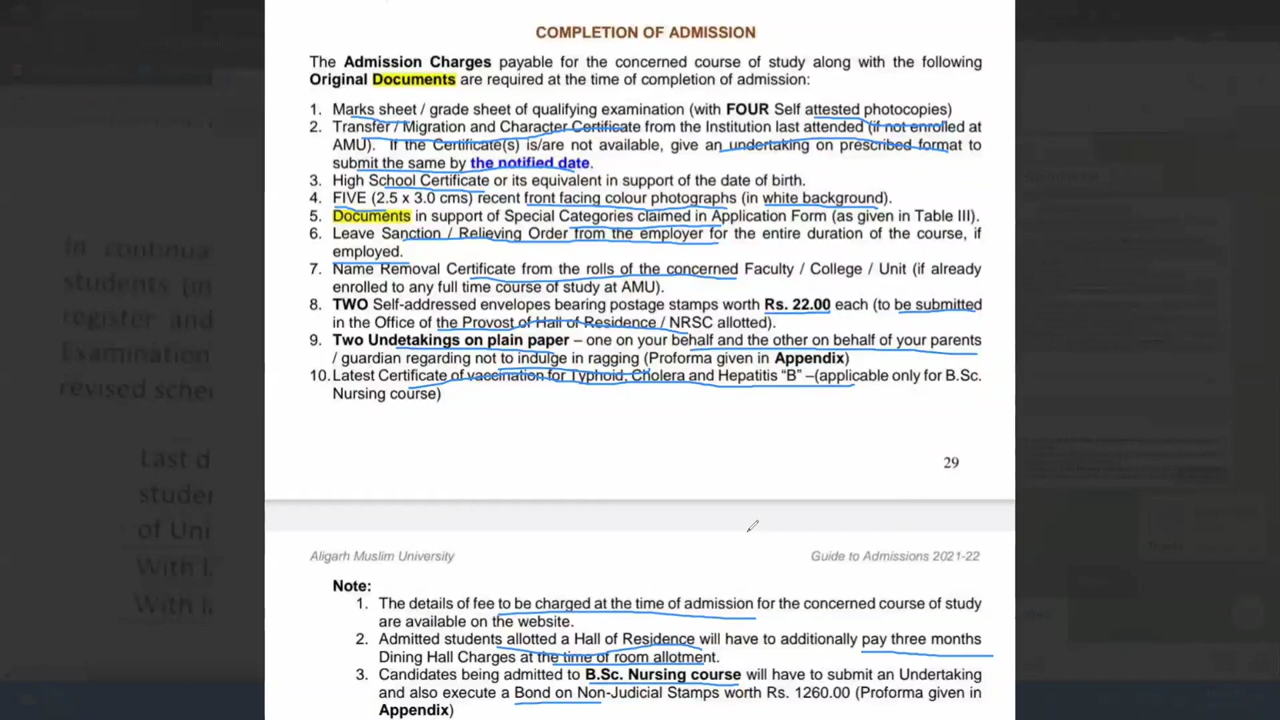 COMPLETION OF ADMISSION
The Admission Charges payable for the concerned course of study along with the following
Original Documents are required at the time of completion of admission:
1. Marks sheet / grade sheet of qualifying examination (with FOUR Self attested photocopies)
2. Transfer / Migration and Character Certificate from the Institution last attended (if not enrolled at
AMU). If the Certificate(s) is/are not available, give an undertaking on prescribed format to
submit the same by the notified date.
3. High School Certificate or its equivalent in support of the date of birth.
4. FIVE (2.5 x 3.0 cms) recent front facing colour photographs (in white background).
5. Documents in support of Special Categories claimed in Application Form (as given in Table III).
6. Leave Sanction / Relieving Order from the employer for the entire duration of the course, if
employed.
7. Name Removal Certificate from the rolls of the concerned Faculty / College / Unit (if already
enrolled to any full time course of study at AMU).
8. TWO Self-addressed envelopes bearing postage stamps worth Rs. 22.00 each (to be submitted
in the Office of the Provost of Hall of Residence / NRSC allotted).
9. Two Undetakings on plain paper – one on your behalf and the other on behalf of your parents
/ guardian regarding not to indulge in ragging (Proforma given in Appendix)
10. Latest Certificate of vaccination for Typhoid, Cholera and Hepatitis “B” –(applicable only for B.Sc.
Nursing course)
29
Aligarh Muslim University Guide to Admissions 2021-22
Note:
1. The details of fee to be charged at the time of admission for the concerned course of study
are available on the website.
2. Admitted students allotted a Hall of Residence will have to additionally pay three months
Dining Hall Charges at the time of room allotment.
3. Candidates being admitted to B.Sc. Nursing course will have to submit an Undertaking
and also execute a Bond on Non-Judicial Stamps worth Rs. 1260.00 (Proforma given in
Appendix)
In continua
students (in
register and
Examination
revised sche
Last d
studen
of Uni
With l
With l